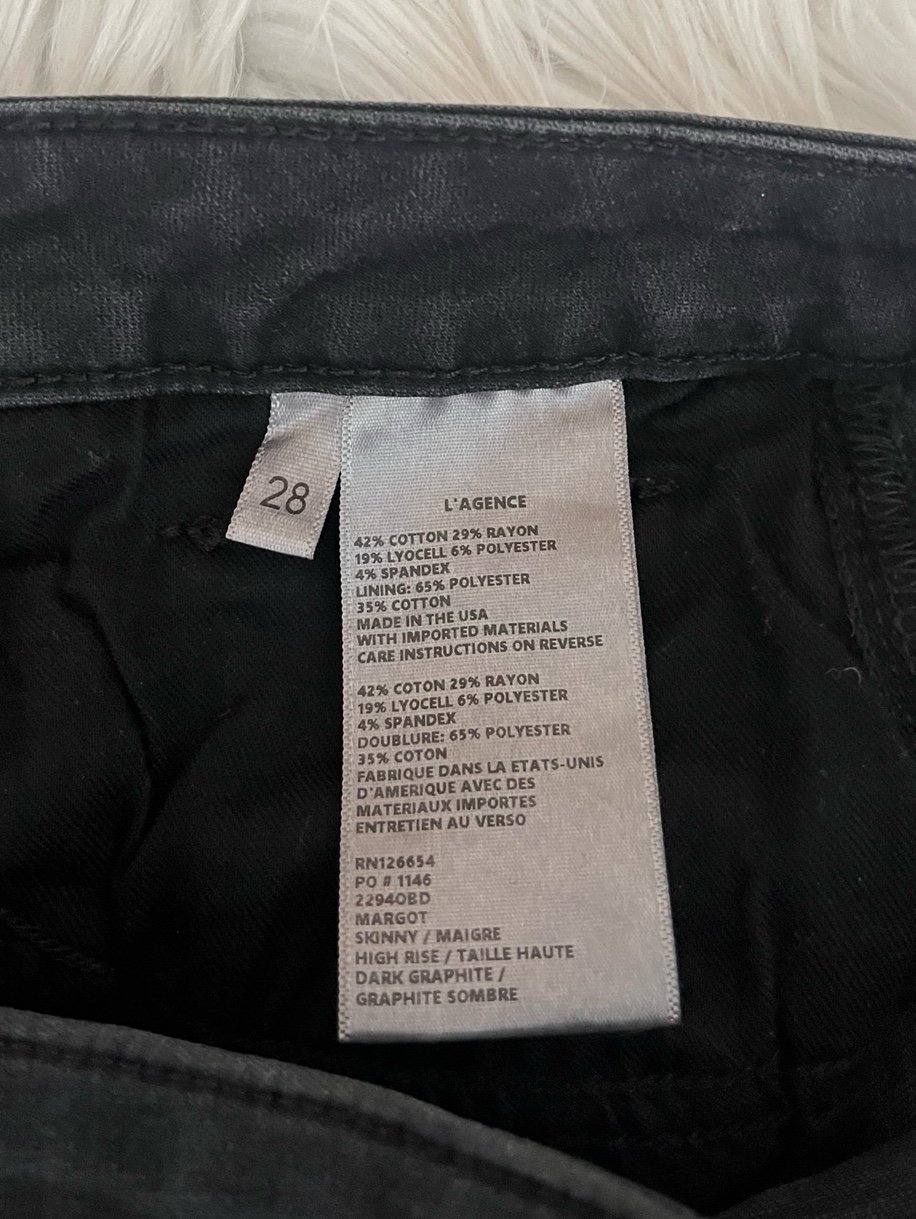 28
L'AGENCE
42% COTTON 29% RAYON
19% LYOCELL 6% POLYESTER
4% SPANDEX
LINING: 65% POLYESTER
35% COTTON
MADE IN THE USA
WITH IMPORTED MATERIALS
CARE INSTRUCTIONS ON REVERSE
42% COTON 29% RAYON
19% LYOCELL 6% POLYESTER
4% SPANDEX
DOUBLURE: 65% POLYESTER
35% COTON
FABRIQUE DANS LA ETATS-UNIS
D'AMERIQUE AVEC DES
MATERIAUX IMPORTES
ENTRETIEN AU VERSO
RN126654
PO # 1146
2294OBD
MARGOT
SKINNY / MAIGRE
HIGH RISE / TAILLE HAUTE
DARK GRAPHITE /
GRAPHITE SOMBRE